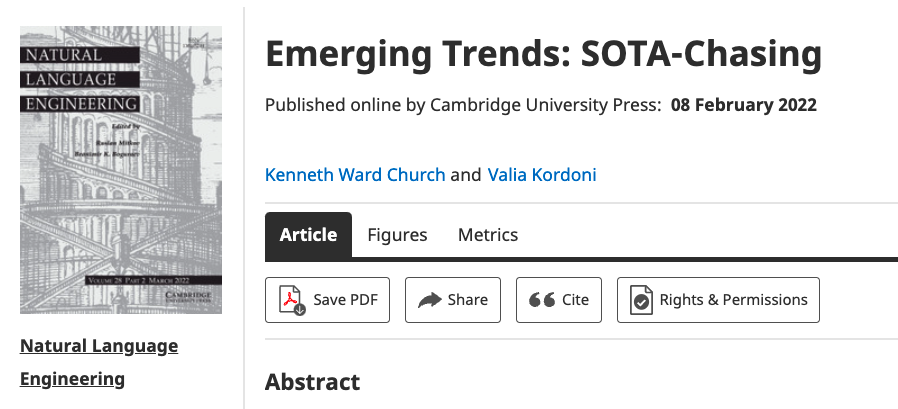 NATURAL
LANGUAGE
ENGINEERING
Edited by
Ruslan Mitkov
Branimir K. Boguraev
VOLUME 28 PART 2 MARCH 2022
CAMBRIDGE
Natural Language
Engineering
Emerging Trends: SOTA-Chasing
Published online by Cambridge University Press: 08 February 2022
Kenneth Ward Church and Valia Kordoni
Article Figures Metrics
Save PDF Share Cite Rights & Permissions
Abstract